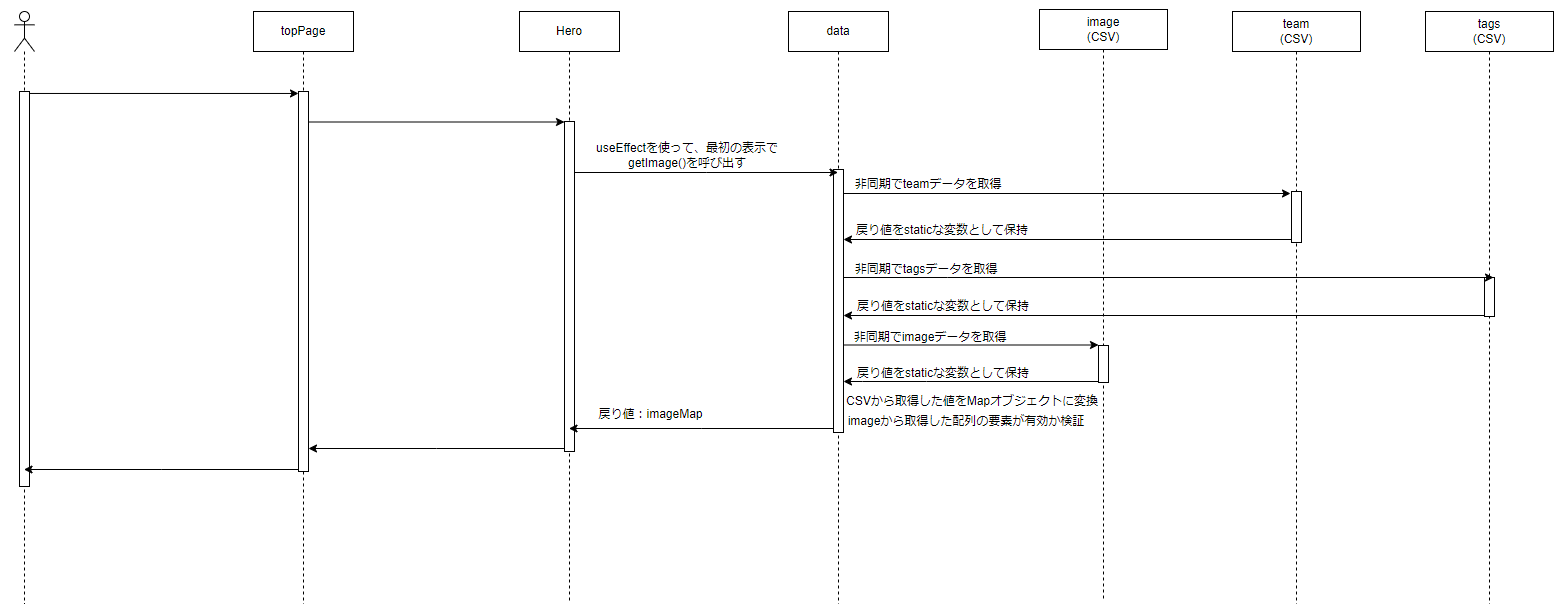 topPage
Hero
data
image
(CSV)
team
(CSV)
tags
(CSV)
useEffectを使って、最初の表示で
getImage()を呼び出す
非同期でteamデータを取得
戻り値をstaticな変数として保持
非同期でtagsデータを取得
戻り値をstaticな変数として保持
非同期でimageデータを取得
戻り値をstaticな変数として保持
CSVから取得した値をMapオブジェクトに変換
戻り値：imageMap
imageから取得した配列の要素が有効か検証